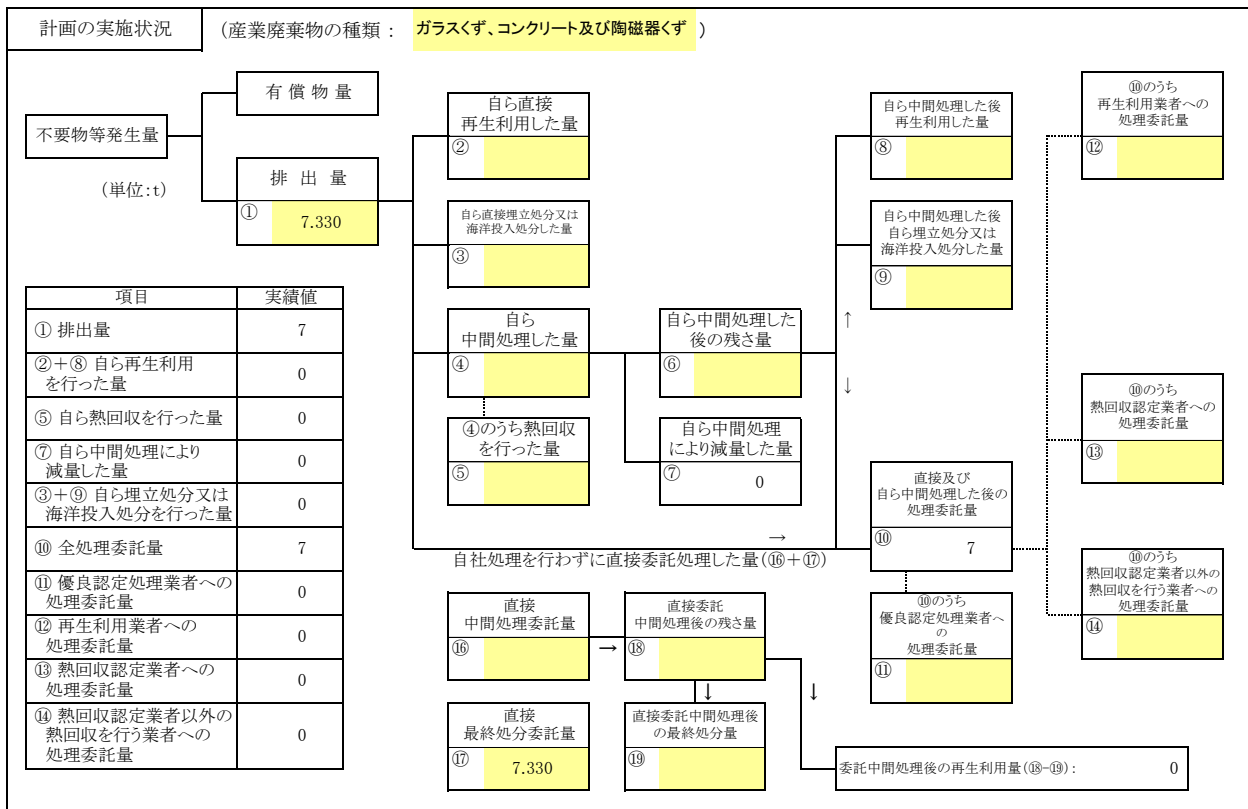 計画の実施状況
(産業廃棄物の種類： ガラスくず、コンクリート及び陶磁器くず )
有償物量
不要物等発生量
(単位:t)
排出量
① 7.330
自ら直接
再生利用した量
②
自ら直接埋立処分又は
海洋投入処分した量
③
自ら
中間処理した量
④
④のうち熱回収
を行った量
⑤
自ら中間処理した
後の残さ量
⑥
自ら中間処理
により減量した量
⑦ 0
自ら中間処理した後
再生利用した量
⑧
自ら中間処理した後
自ら埋立処分又は
海洋投入処分した量
⑨
↑
↓
直接及び
自ら中間処理した後の
処理委託量
⑩ 7
→
自社処理を行わずに直接委託処理した量(⑯＋⑰)
⑩のうち
再生利用業者への
処理委託量
⑫
⑩のうち
熱回収認定業者への
処理委託量
⑬
⑩のうち
熱回収認定業者以外の
熱回収を行う業者への
処理委託量
⑭
⑩のうち
優良認定処理業者へ
の
処理委託量
⑪
直接
中間処理委託量
⑯
→
直接委託
中間処理後の残さ量
⑱
↓
↓
直接
最終処分委託量
⑰ 7.330
直接委託中間処理後
の最終処分量
⑲
委託中間処理後の再生利用量(⑱-⑲)： 0
項目 実績値
① 排出量 7
②＋⑧ 自ら再生利用
を行った量 0
⑤ 自ら熱回収を行った量 0
⑦ 自ら中間処理により
減量した量 0
③＋⑨ 自ら埋立処分又は
海洋投入処分を行った量 0
⑩ 全処理委託量 7
⑪ 優良認定処理業者への
処理委託量 0
⑫ 再生利用業者への
処理委託量 0
⑬ 熱回収認定業者への
処理委託量 0
⑭ 熱回収認定業者以外の
熱回収を行う業者への
処理委託量 0